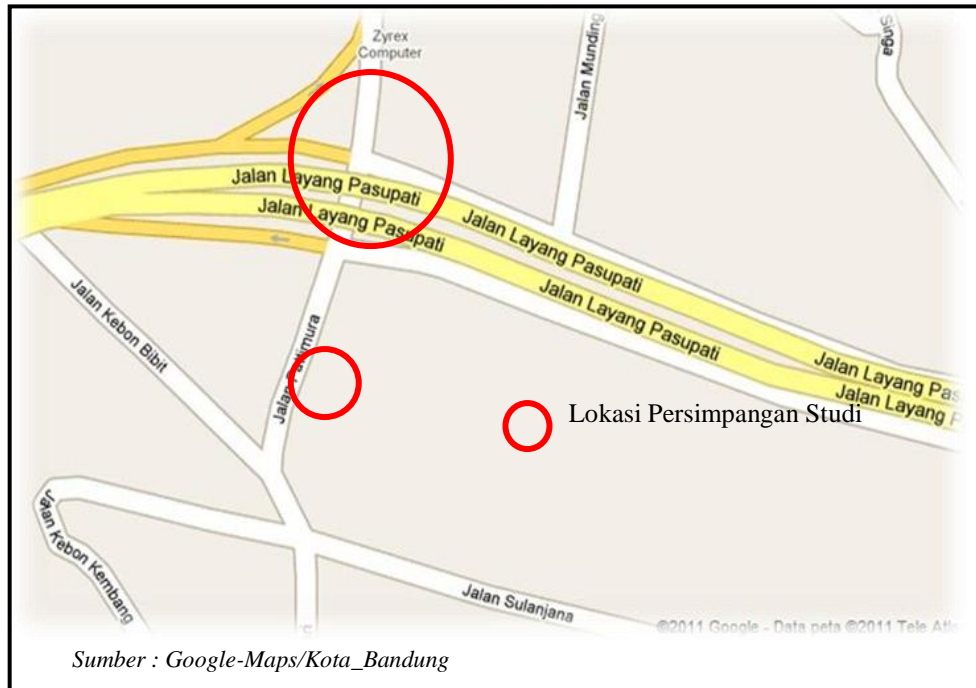 Zyrex
Computer
Jalan Munding
Singa
Jalan Layang Pasupati
Jalan Layang Pasupati
Jalan Layang Pasupati
Jalan Layang Pasupati
Jalan Layang Pas
Jalan Layang P
Jalan Kebon Bibit
Jalan Pattimura
Lokasi Persimpangan Studi
Jalan Kebon Kembang
Jalan Sulanjana
©2011 Google - Data peta ©2011 Tele Atl
Sumber : Google-Maps/Kota_Bandung